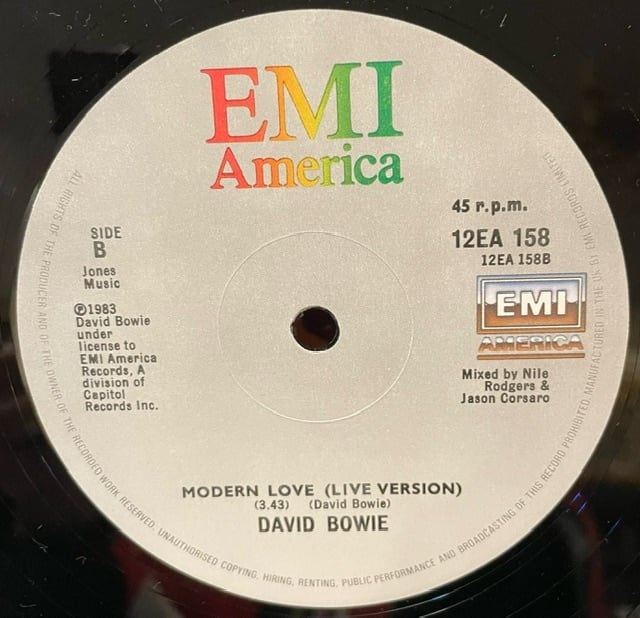 EMI
America
SIDE
B
Jones
Music
℗1983
David Bowie
under
license to
EMI America
Records, A
division of
Capitol
Records Inc.
45 r.p.m.
12EA 158
12EA 158B
EMI
AMERICA
Mixed by Nile
Rodgers &
Jason Corsaro
MODERN LOVE (LIVE VERSION)
(3.43) (David Bowie)
DAVID BOWIE
ALL RIGHTS OF THE PRODUCER AND OF THE OWNER OF THE RECORDED WORK RESERVED. UNAUTHORISED COPYING, HIRING, RENTING, PUBLIC PERFORMANCE AND BROADCASTING OF THIS RECORD PROHIBITED. MANUFACTURED IN THE UK BY EMI RECORDS LIMITED.